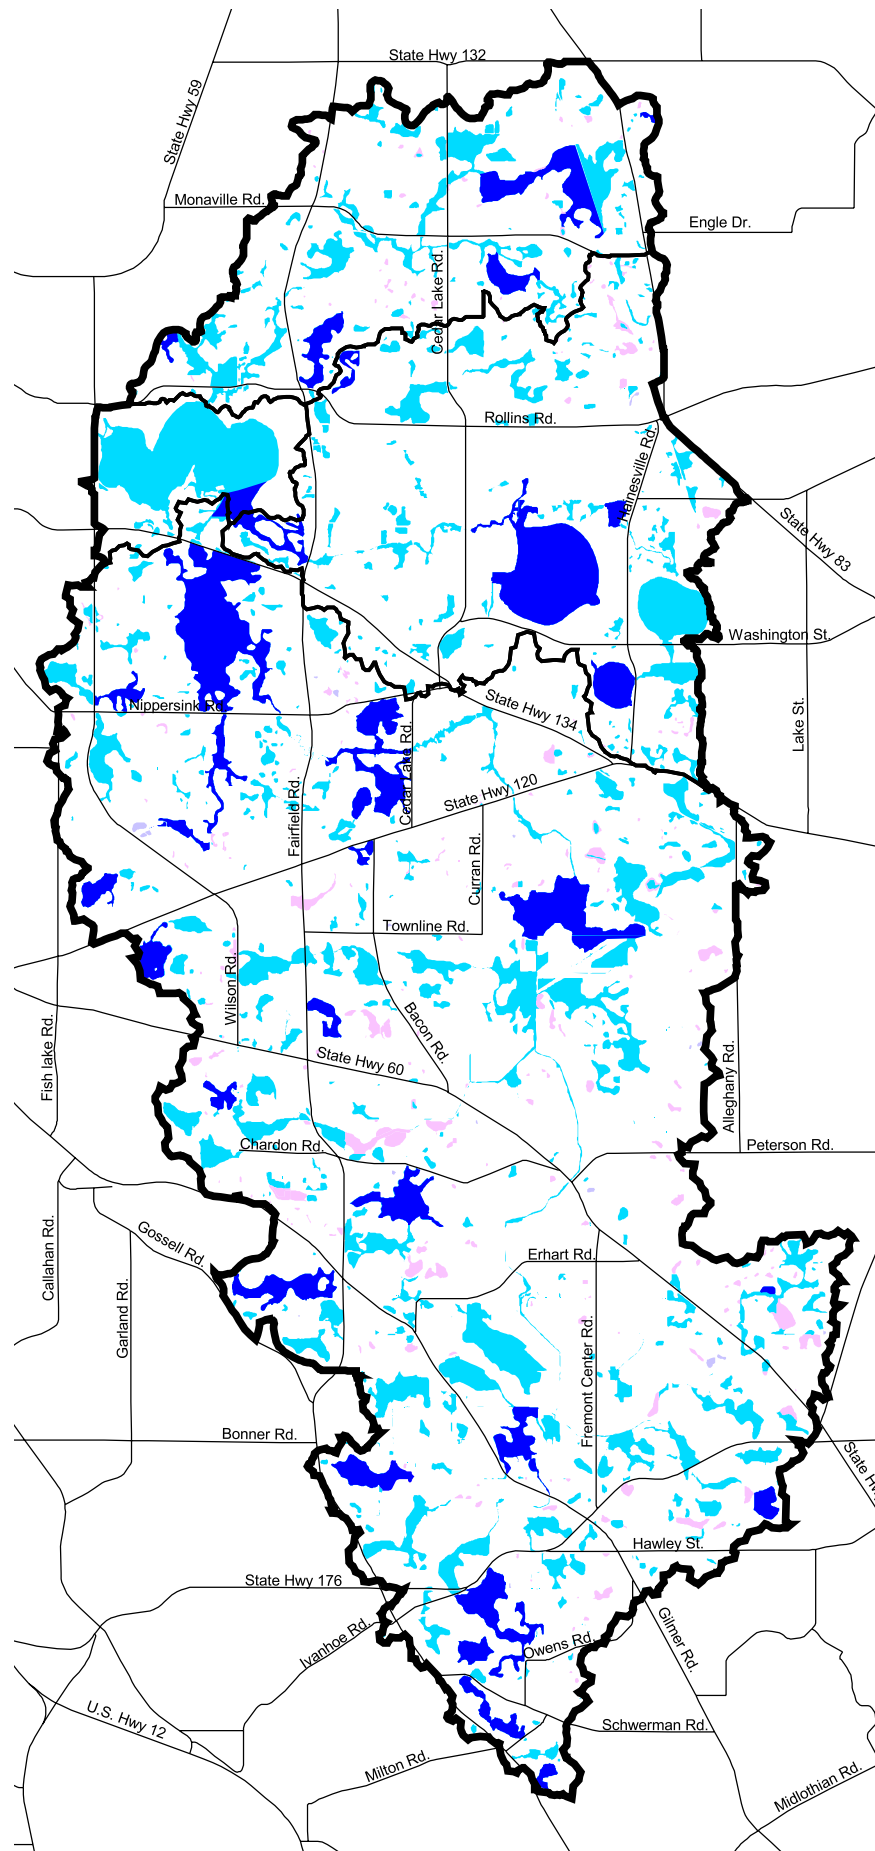 State Hwy 132
State Hwy 59
Monaville Rd.
Engle Dr.
Cedar Lake Rd.
Rollins Rd.
Hainesville Rd.
State Hwy 83
Washington St.
Nippersink Rd.
State Hwy 134
Lake St.
Cedar Lake Rd.
State Hwy 120
Fairfield Rd.
Curran Rd.
Townline Rd.
Wilson Rd.
Bacon Rd.
Fish lake Rd.
State Hwy 60
Alleghany Rd.
Chardon Rd.
Peterson Rd.
Callahan Rd.
Gossell Rd.
Erhart Rd.
Garland Rd.
Fremont Center Rd.
Bonner Rd.
State Hw
Hawley St.
State Hwy 176
Ivanhoe Rd.
Gilmer Rd.
Owens Rd.
U.S. Hwy 12
Schwerman Rd.
Milton Rd.
Midlothian Rd.